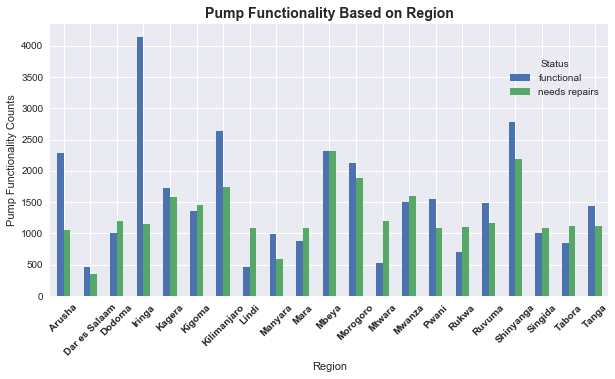 Pump Functionality Based on Region
Pump Functionality Counts
4000
3500
3000
2500
2000
1500
1000
500
0
Status
functional
needs repairs
Arusha
Dar es Salaam
Dodoma
Iringa
Kagera
Kigoma
Kilimanjaro
Lindi
Manyara
Mara
Mbeya
Morogoro
Mtwara
Mwanza
Pwani
Rukwa
Ruvuma
Shinyanga
Singida
Tabora
Tanga
Region